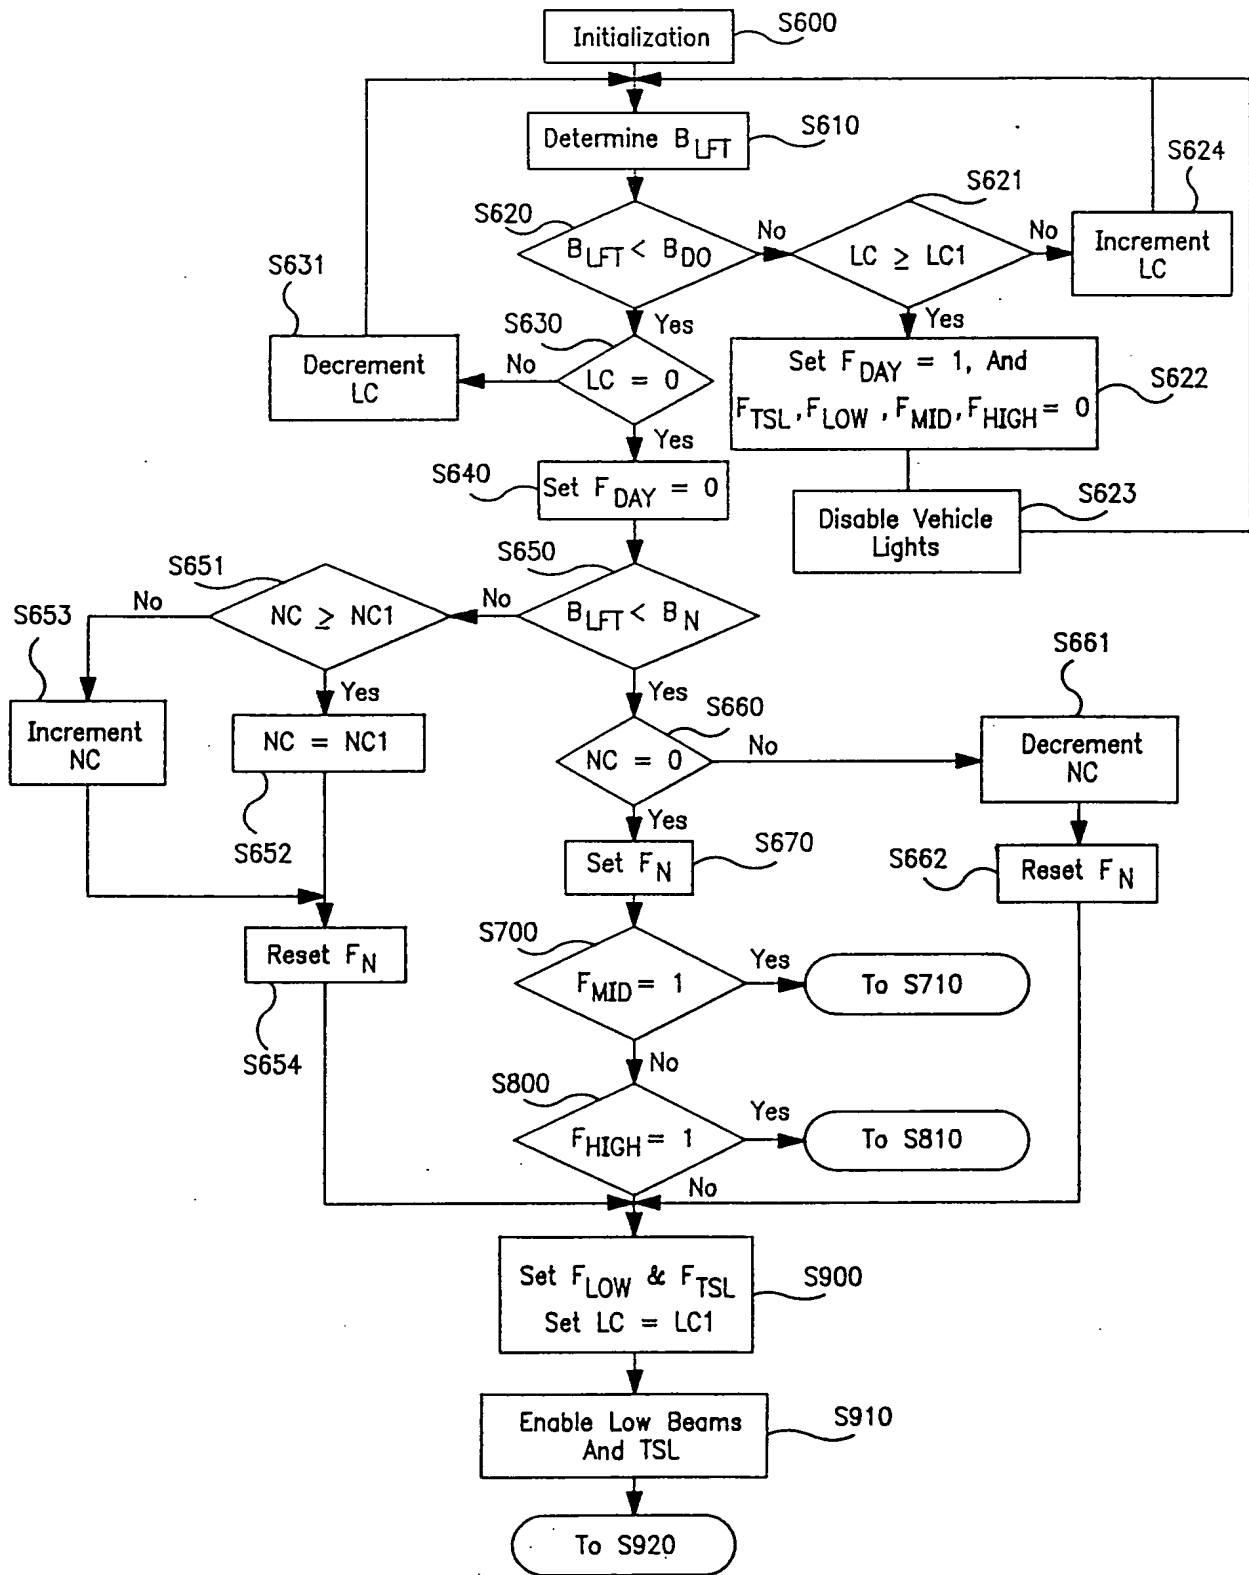 Initialization
S600
Determine B_LFT
S610
S620
B_LFT < B_DO
No
S621
LC ≥ LC1
No
S624
Increment
LC
S631
Decrement
LC
No
S630
Yes
LC = 0
Yes
Yes
Set F_DAY = 1, And
F_TSL, F_LOW, F_MID, F_HIGH = 0
S622
S640
Set F_DAY = 0
Disable Vehicle
Lights
S623
S651
NC ≥ NC1
No
S650
B_LFT < B_N
No
S653
Increment
NC
Yes
NC = NC1
S652
Yes
S660
NC = 0
No
S661
Decrement
NC
Yes
Set F_N
S670
S662
Reset F_N
Reset F_N
S654
S700
F_MID = 1
Yes
To S710
No
S800
F_HIGH = 1
Yes
To S810
No
Set F_LOW & F_TSL
Set LC = LC1
S900
Enable Low Beams
And TSL
S910
To S920